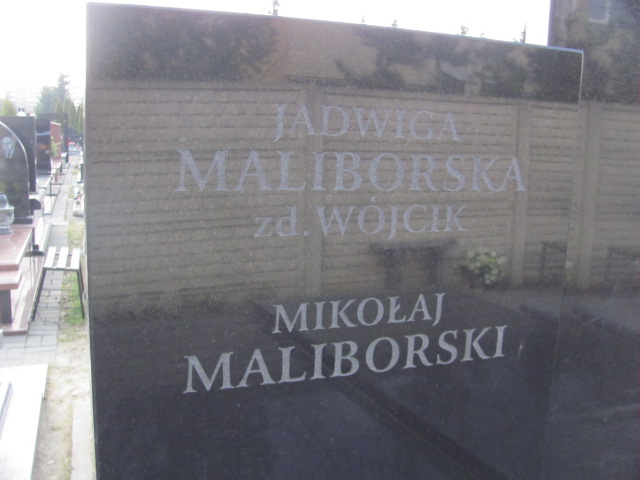 JADWIGA
MALIBORSKA
zd. WÓJCIK
MIKOŁAJ
MALIBORSKI